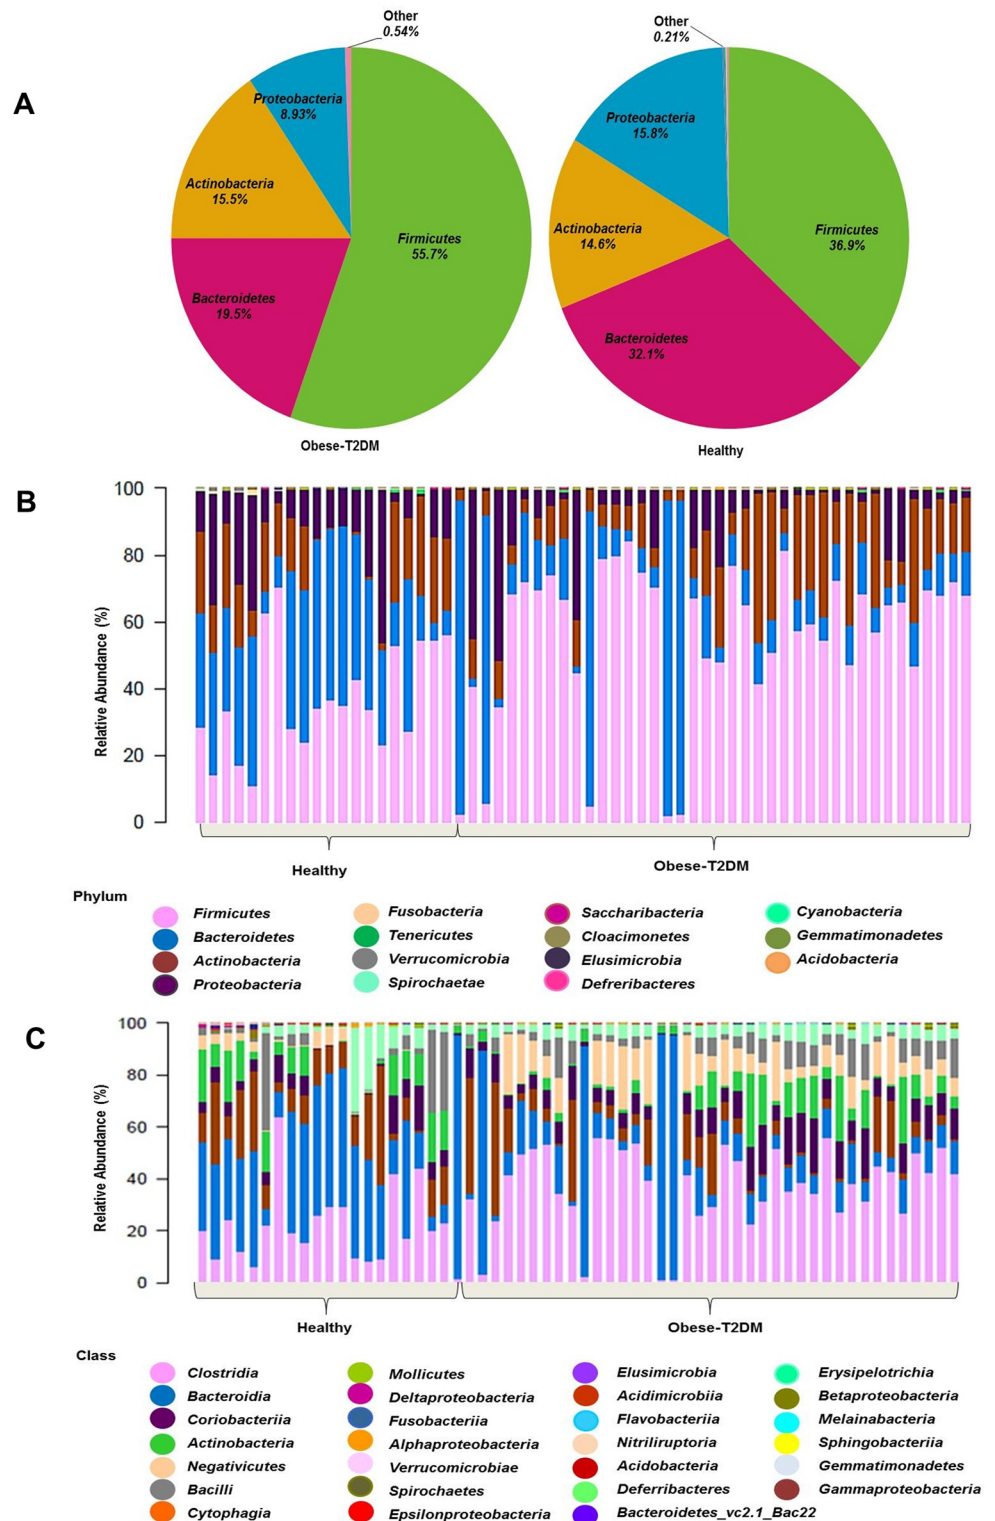 A
Other
0.54%
Proteobacteria
8.93%
Actinobacteria
15.5%
Bacteroidetes
19.5%
Firmicutes
55.7%
Obese-T2DM
Other
0.21%
Proteobacteria
15.8%
Actinobacteria
14.6%
Bacteroidetes
32.1%
Firmicutes
36.9%
Healthy
B
Relative Abundance (%)
100
80
60
40
20
0
Healthy
Obese-T2DM
Phylum
Firmicutes
Bacteroidetes
Actinobacteria
Proteobacteria
Fusobacteria
Tenericutes
Verrucomicrobia
Spirochaetae
Saccharibacteria
Cloacimonetes
Elusimicrobia
Defreribacteres
Cyanobacteria
Gemmatimonadetes
Acidobacteria
C
Relative Abundance (%)
100
80
60
40
20
0
Healthy
Obese-T2DM
Class
Clostridia
Bacteroidia
Coriobacteriia
Actinobacteria
Negativicutes
Bacilli
Cytophagia
Mollicutes
Deltaproteobacteria
Fusobacteriia
Alphaproteobacteria
Verrucomicrobiae
Spirochaetes
Epsilonproteobacteria
Elusimicrobia
Acidimicrobiia
Flavobacteriia
Nitriliruptoria
Acidobacteria
Deferribacteres
Bacteroidetes_vc2.1_Bac22
Erysipelotrichia
Betaproteobacteria
Melainabacteria
Sphingobacteriia
Gemmatimonadetes
Gammaproteobacteria